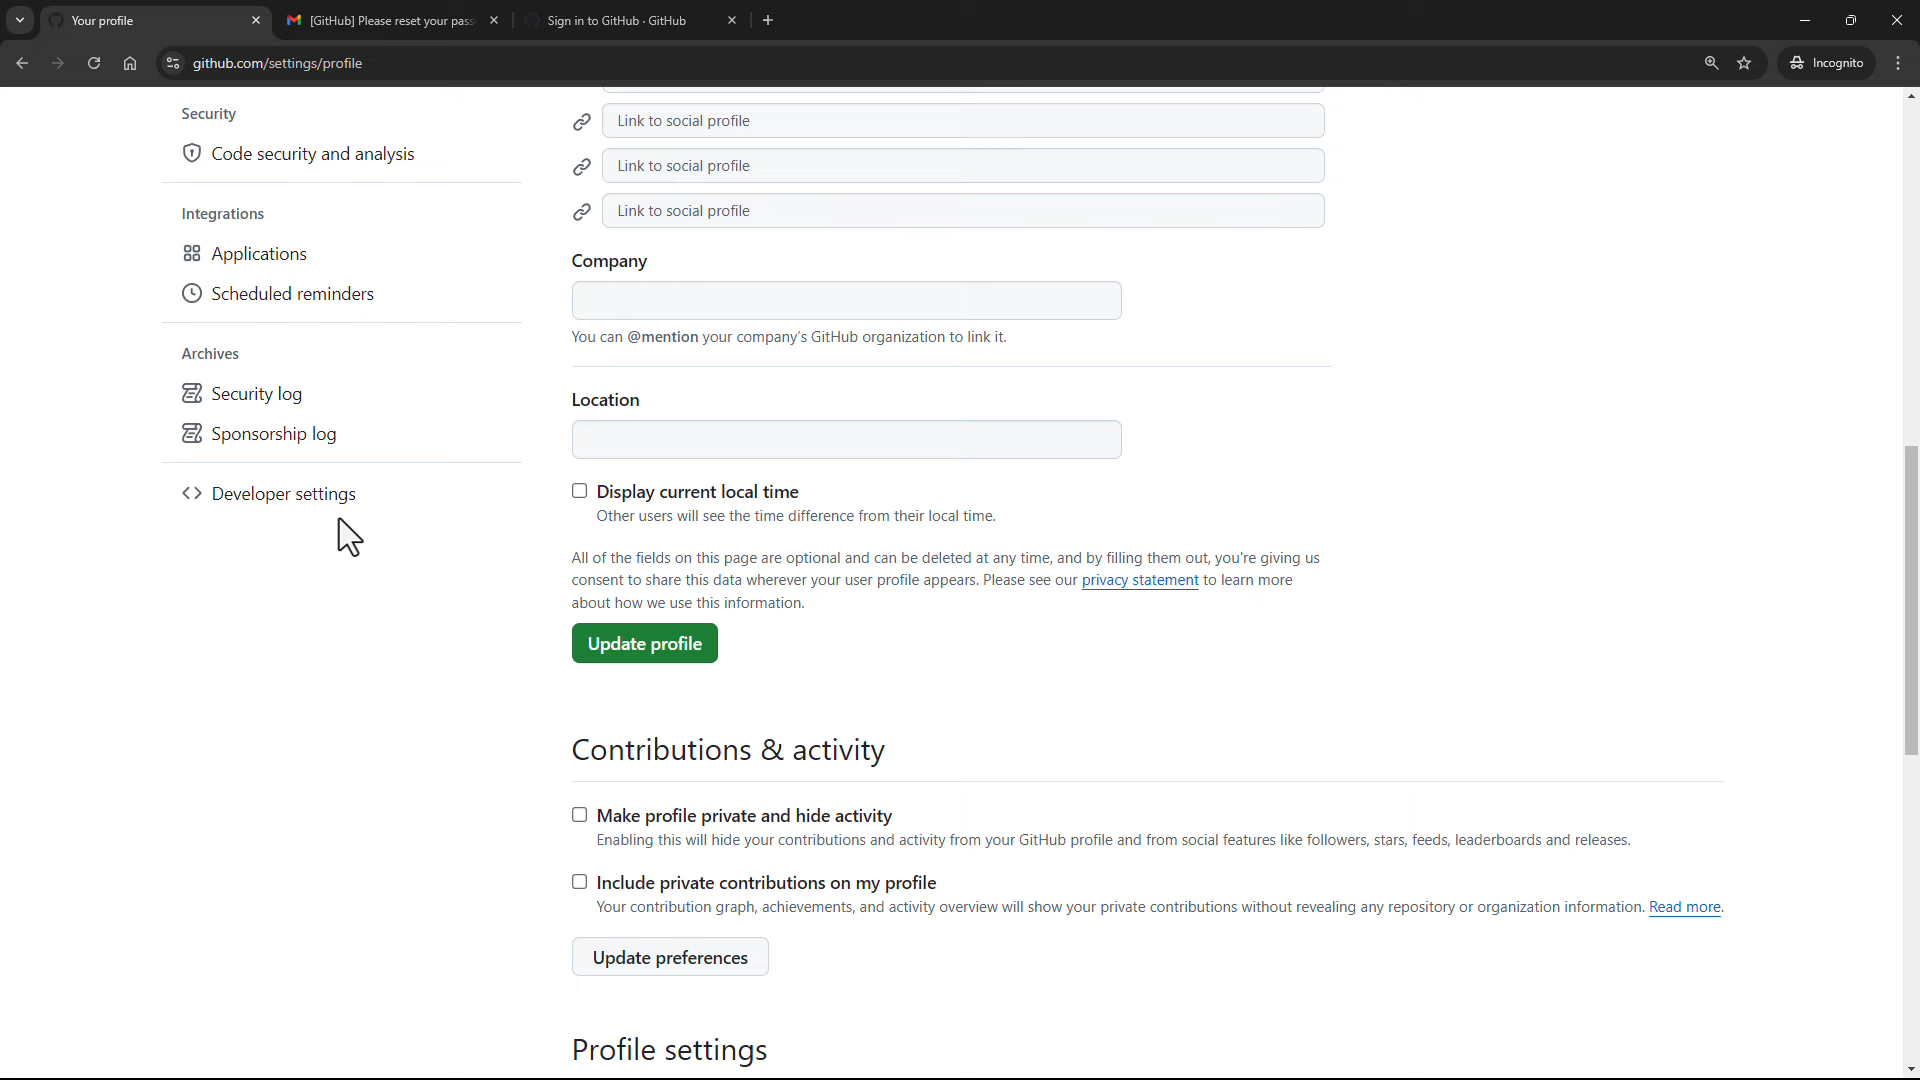 Your profile
[GitHub] Please reset your pass
Sign in to GitHub · GitHub
github.com/settings/profile
Incognito
Security
Code security and analysis
Integrations
Applications
Scheduled reminders
Archives
Security log
Sponsorship log
Developer settings
Link to social profile
Link to social profile
Link to social profile
Company
You can @mention your company's GitHub organization to link it.
Location
Display current local time
Other users will see the time difference from their local time.
All of the fields on this page are optional and can be deleted at any time, and by filling them out, you're giving us
consent to share this data wherever your user profile appears. Please see our privacy statement to learn more
about how we use this information.
Update profile
Contributions & activity
Make profile private and hide activity
Enabling this will hide your contributions and activity from your GitHub profile and from social features like followers, stars, feeds, leaderboards and releases.
Include private contributions on my profile
Your contribution graph, achievements, and activity overview will show your private contributions without revealing any repository or organization information. Read more.
Update preferences
Profile settings